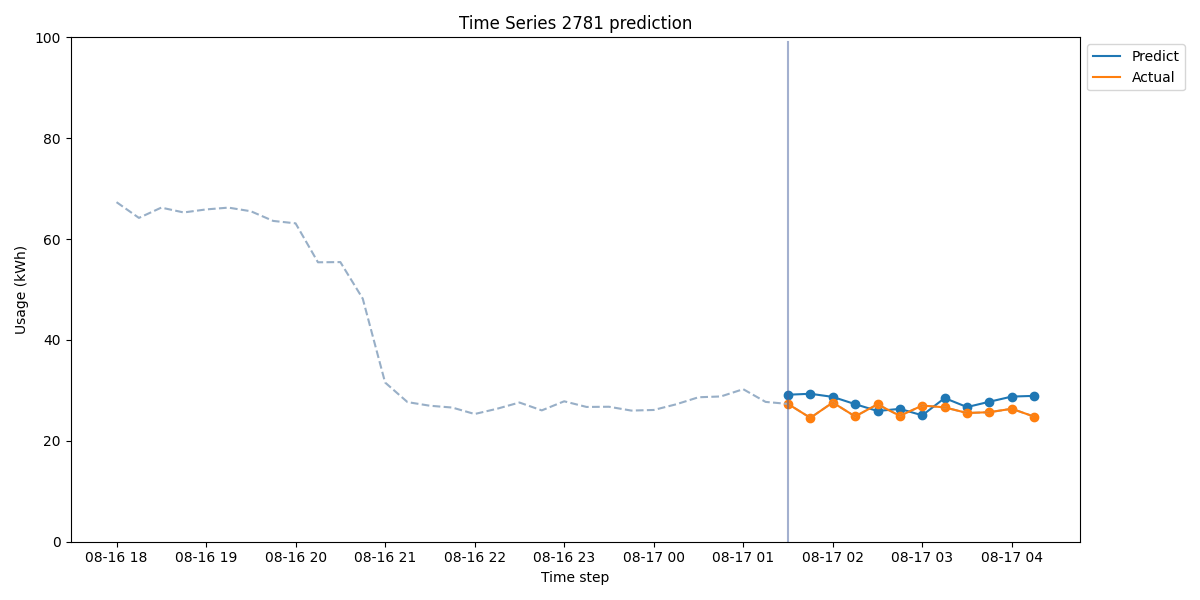 Time Series 2781 prediction
Predict
Actual
Usage (kWh)
100
80
60
40
20
0
08-16 18 08-16 19 08-16 20 08-16 21 08-16 22 08-16 23 08-17 00 08-17 01 08-17 02 08-17 03 08-17 04
Time step